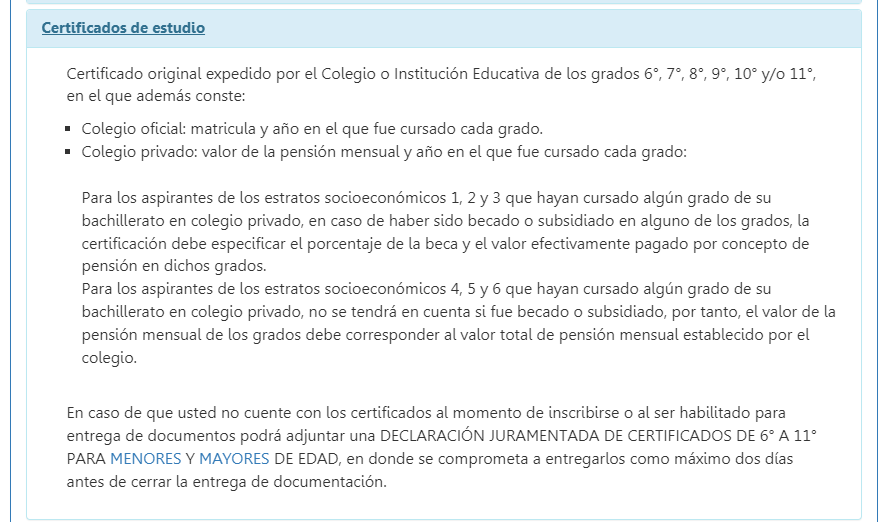 Certificados de estudio
Certificado original expedido por el Colegio o Institución Educativa de los grados 6°, 7°, 8°, 9°, 10° y/o 11°,
en el que además conste:
Colegio oficial: matricula y año en el que fue cursado cada grado.
Colegio privado: valor de la pensión mensual y año en el que fue cursado cada grado:
Para los aspirantes de los estratos socioeconómicos 1, 2 y 3 que hayan cursado algún grado de su
bachillerato en colegio privado, en caso de haber sido becado o subsidiado en alguno de los grados, la
certificación debe especificar el porcentaje de la beca y el valor efectivamente pagado por concepto de
pensión en dichos grados.
Para los aspirantes de los estratos socioeconómicos 4, 5 y 6 que hayan cursado algún grado de su
bachillerato en colegio privado, no se tendrá en cuenta si fue becado o subsidiado, por tanto, el valor de la
pensión mensual de los grados debe corresponder al valor total de pensión mensual establecido por el
colegio.
En caso de que usted no cuente con los certificados al momento de inscribirse o al ser habilitado para
entrega de documentos podrá adjuntar una DECLARACIÓN JURAMENTADA DE CERTIFICADOS DE 6° A 11°
PARA MENORES Y MAYORES DE EDAD, en donde se comprometa a entregarlos como máximo dos días
antes de cerrar la entrega de documentación.